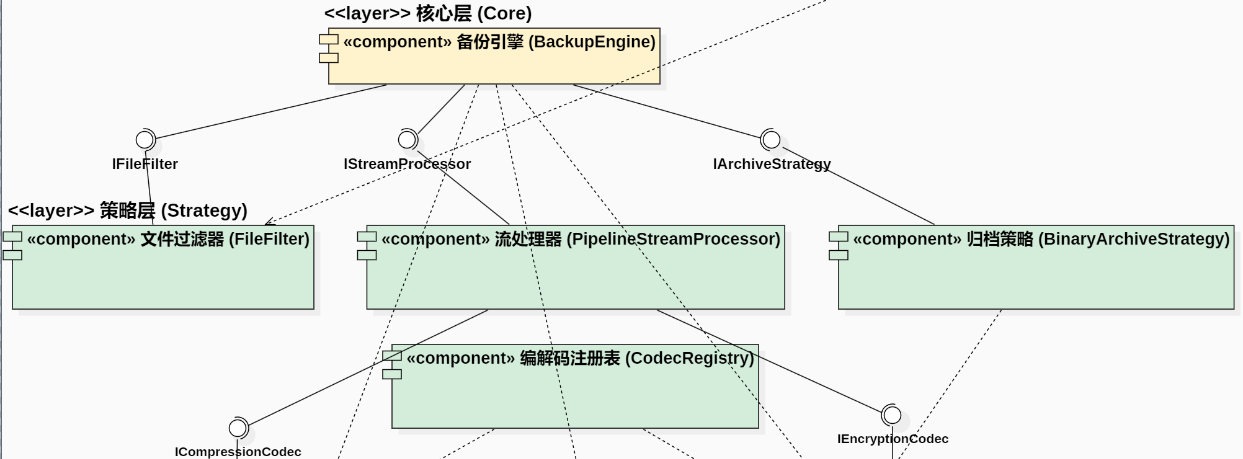 <<layer>> 核心层 (Core)
«component» 备份引擎 (BackupEngine)
IFileFilter
IStreamProcessor
IArchiveStrategy
<<layer>> 策略层 (Strategy)
«component» 文件过滤器 (FileFilter)
«component» 流处理器 (PipelineStreamProcessor)
«component» 归档策略 (BinaryArchiveStrategy)
«component» 编解码注册表 (CodecRegistry)
IEncryptionCodec
ICompressionCodec